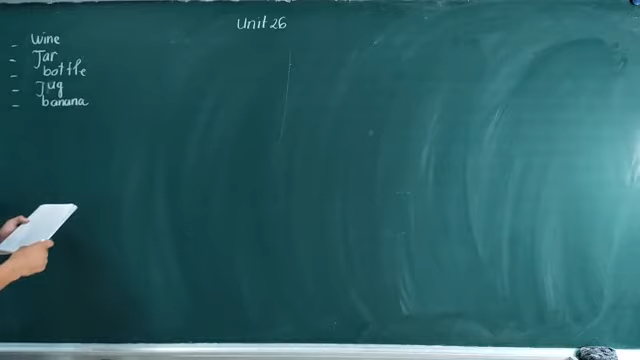 Unit 26
- wine
- Jar
- bottle
- Jug
- banana